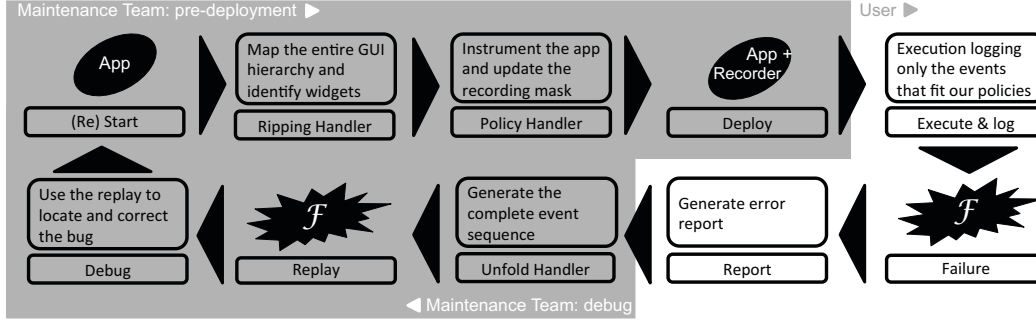 Maintenance Team: pre-deployment
User
App
(Re) Start
Map the entire GUI
hierarchy and
identify widgets
Ripping Handler
Instrument the app
and update the
recording mask
Policy Handler
App +
Recorder
Deploy
Execution logging
only the events
that fit our policies
Execute & log
Use the replay to
locate and correct
the bug
Debug
F
Replay
Generate the
complete event
sequence
Unfold Handler
Generate error
report
Report
F
Failure
Maintenance Team: debug